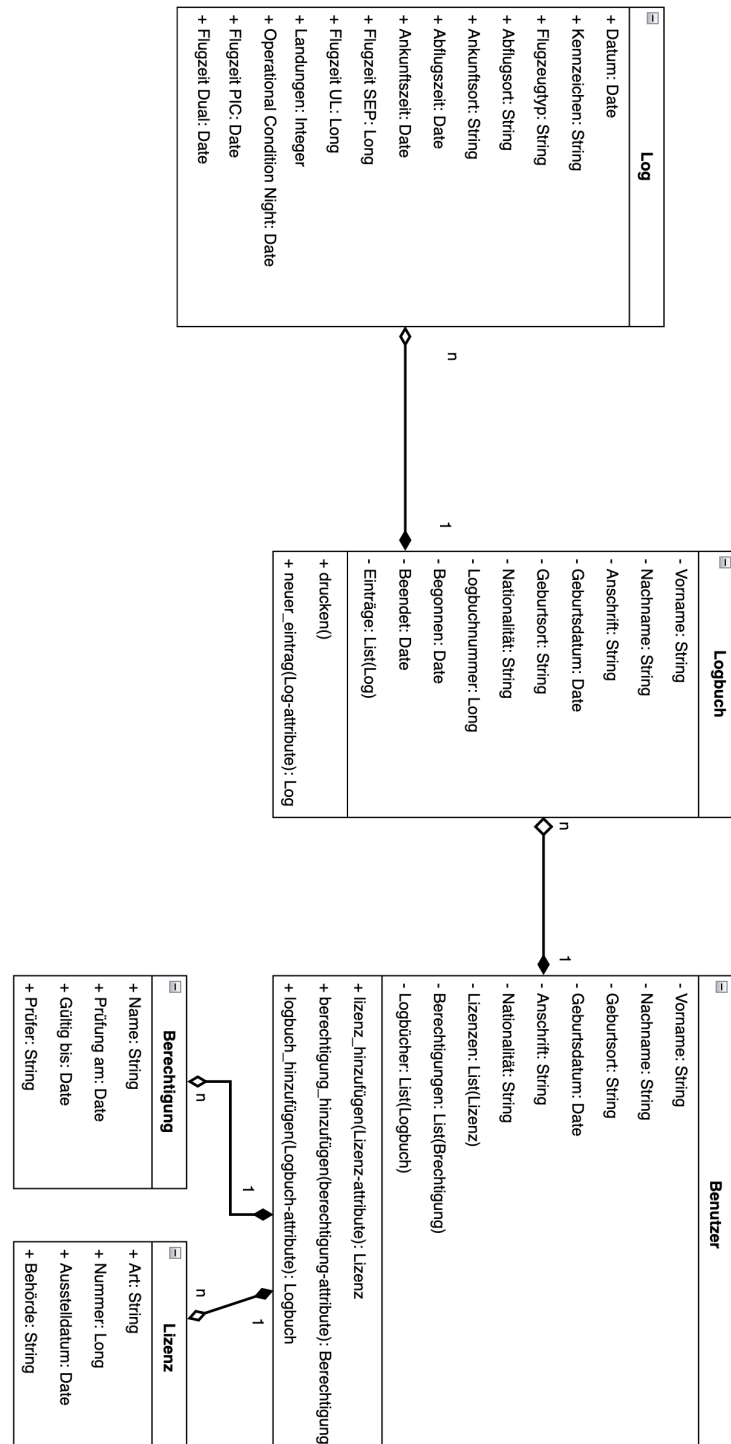 Log
+ Datum: Date
+ Kennzeichen: String
+ Flugzeugtyp: String
+ Abflugsort: String
+ Ankunftsort: String
+ Abflugszeit: Date
+ Ankunftszeit: Date
+ Flugzeit SEP: Long
+ Flugzeit UL: Long
+ Landungen: Integer
+ Operational Condition Night: Date
+ Flugzeit PIC: Date
+ Flugzeit Dual: Date
n
1
Logbuch
- Vorname: String
- Nachname: String
- Anschrift: String
- Geburtsdatum: Date
- Geburtsort: String
- Nationalität: String
- Logbuchnummer: Long
- Begonnen: Date
- Beendet: Date
- Einträge: List(Log)
+ drucken()
+ neuer_eintrag(Log-attribute): Log
n
1
Benutzer
- Vorname: String
- Nachname: String
- Geburtsort: String
- Geburtsdatum: Date
- Anschrift: String
- Nationalität: String
- Lizenzen: List(Lizenz)
- Berechtigungen: List(Brechtigung)
- Logbücher: List(Logbuch)
+ lizenz_hinzufügen(Lizenz-attribute): Lizenz
+ berechtigung_hinzufügen(berechtigung-attribute): Berechtigung
+ logbuch_hinzufügen(Logbuch-attribute): Logbuch
1
1
n
n
Berechtigung
+ Name: String
+ Prüfung am: Date
+ Gültig bis: Date
+ Prüfer: String
Lizenz
+ Art: String
+ Nummer: Long
+ Ausstelldatum: Date
+ Behörde: String